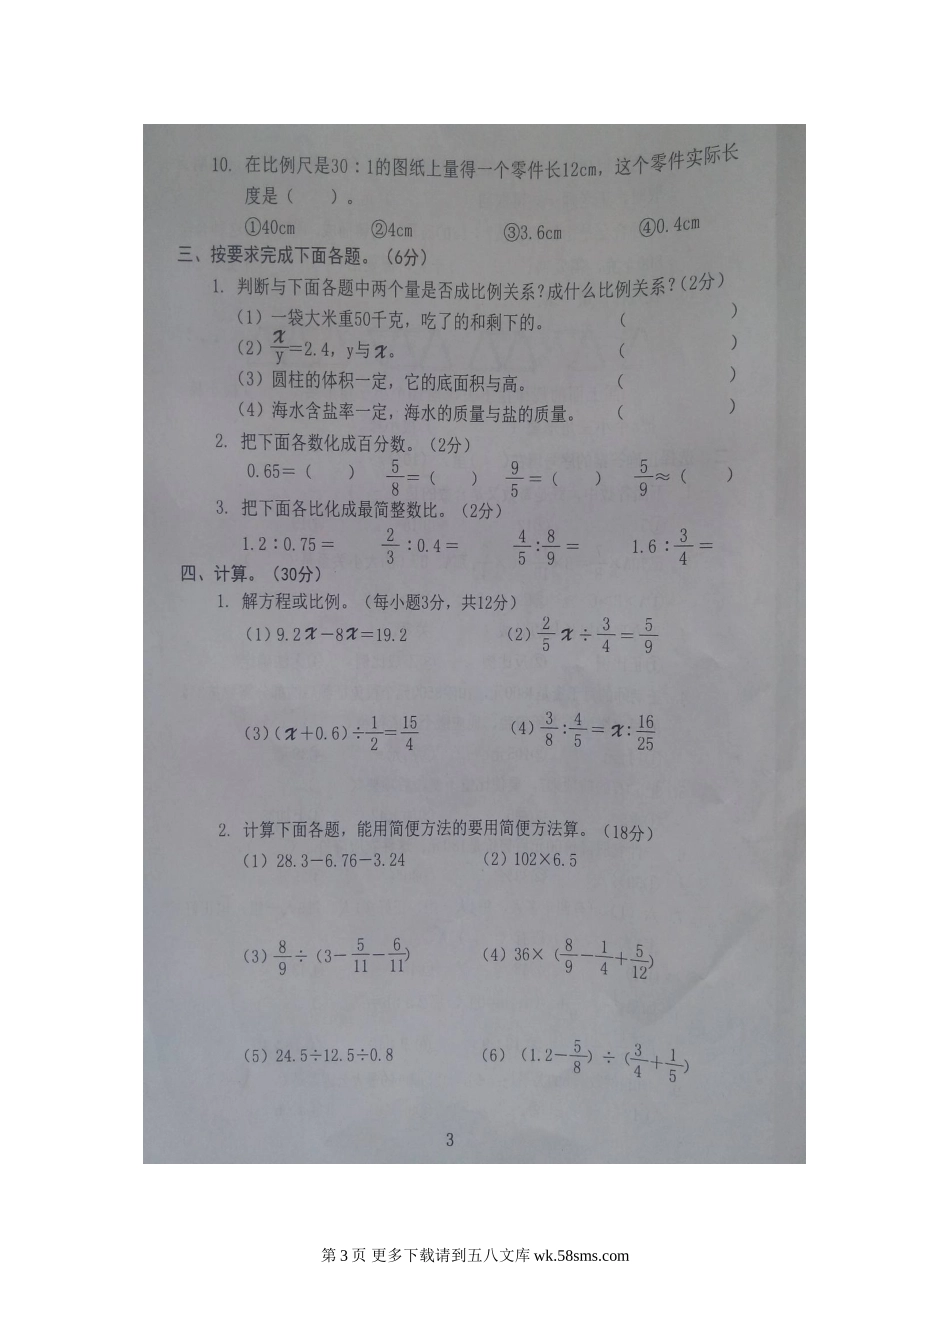 10. 在比例尺是30∶1的图纸上量得一个零件长12cm，这个零件实际长
度是（　　）。
①40cm　②4cm　③3.6cm　④0.4cm
三、按要求完成下面各题。（6分）
1. 判断与下面各题中两个量是否成比例关系？成什么比例关系？（2分）
（1）一袋大米重50千克，吃了的和剩下的。（　　）
（2）x/y=2.4，y与x。（　　）
（3）圆柱的体积一定，它的底面积与高。（　　）
（4）海水含盐率一定，海水的质量与盐的质量。（　　）
2. 把下面各数化成百分数。（2分）
0.65=（　　）　5/8=（　　）　9/5=（　　）　5/9≈（　　）
3. 把下面各比化成最简整数比。（2分）
1.2∶0.75=　2/3∶0.4=　4/5∶8/9=　1.6∶3/4=
四、计算。（30分）
1. 解方程或比例。（每小题3分，共12分）
（1）9.2x－8x=19.2　（2）2/5 x÷3/4=5/9
（3）（x+0.6）÷1/2=15/4　（4）3/8∶4/5=x∶16/25
2. 计算下面各题，能用简便方法的要用简便方法算。（18分）
（1）28.3－6.76－3.24　（2）102×6.5
（3）8/9÷（3－5/11－6/11）　（4）36×（8/9－1/4+5/12）
（5）24.5÷12.5÷0.8　（6）（1.2－5/8）÷（3/4+1/5）
3
第 3 页 更多下载请到五八文库 wk.58sms.com